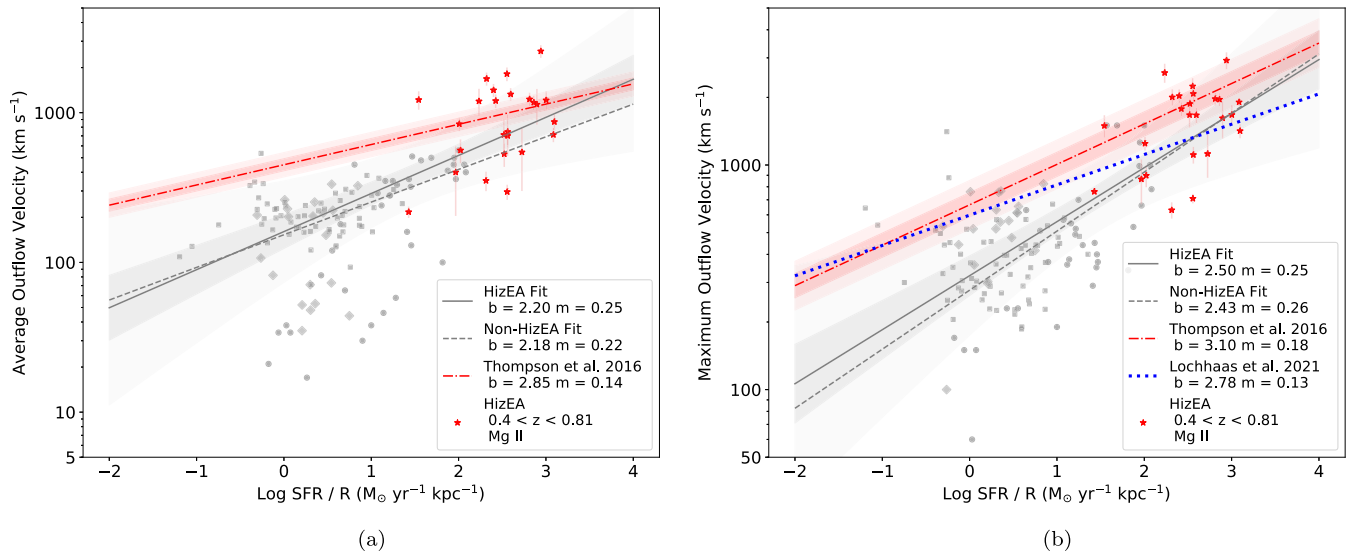 1000
100
10
5
Average Outflow Velocity (km s⁻¹)
−2 −1 0 1 2 3 4
Log SFR / R (M⊙ yr⁻¹ kpc⁻¹)
HizEA Fit
b = 2.20 m = 0.25
Non-HizEA Fit
b = 2.18 m = 0.22
Thompson et al. 2016
b = 2.85 m = 0.14
HizEA
0.4 < z < 0.81
Mg II
(a)
1000
100
50
Maximum Outflow Velocity (km s⁻¹)
−2 −1 0 1 2 3 4
Log SFR / R (M⊙ yr⁻¹ kpc⁻¹)
HizEA Fit
b = 2.50 m = 0.25
Non-HizEA Fit
b = 2.43 m = 0.26
Thompson et al. 2016
b = 3.10 m = 0.18
Lochhaas et al. 2021
b = 2.78 m = 0.13
HizEA
0.4 < z < 0.81
Mg II
(b)